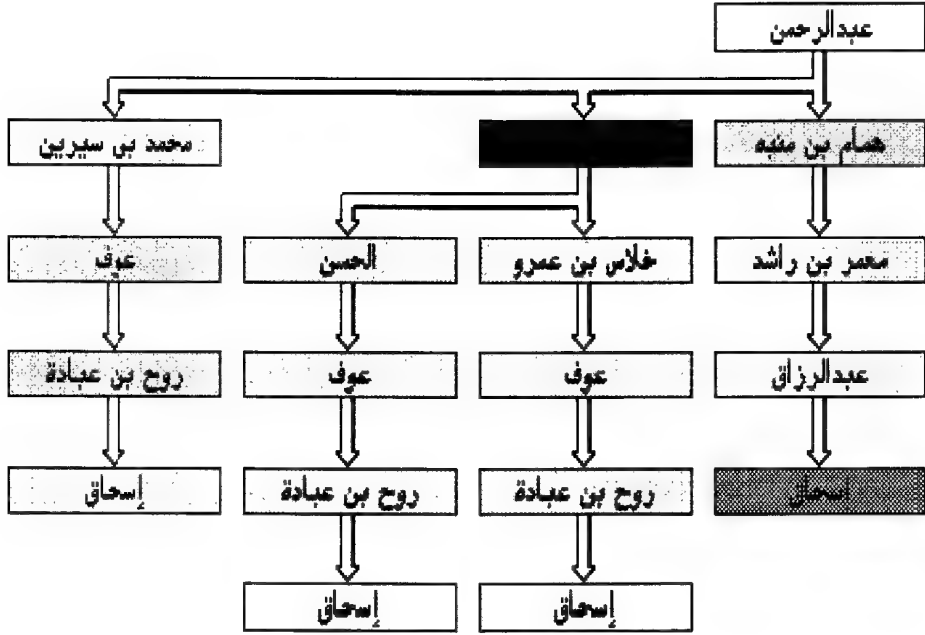 عبدالرحمن
همام بن منبه
محمد بن سيرين
معمر بن راشد
خلاس بن عمرو
الحسن
عوف
عبدالرزاق
عوف
عوف
روح بن عبادة
إسحاق
روح بن عبادة
روح بن عبادة
إسحاق
إسحاق
إسحاق